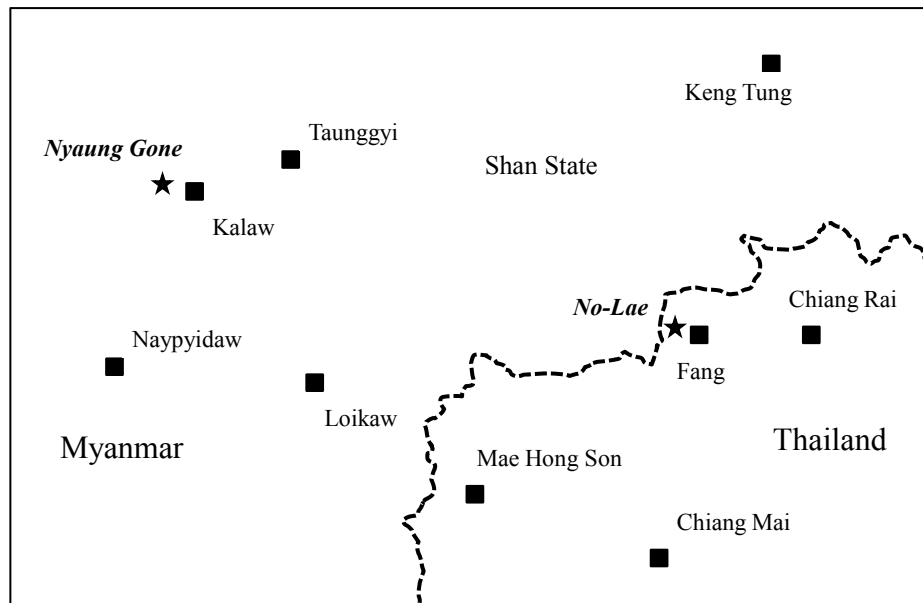 Keng Tung
Taunggyi
Nyaung Gone
Shan State
Kalaw
Chiang Rai
No-Lae
Naypyidaw
Fang
Loikaw
Thailand
Myanmar
Mae Hong Son
Chiang Mai